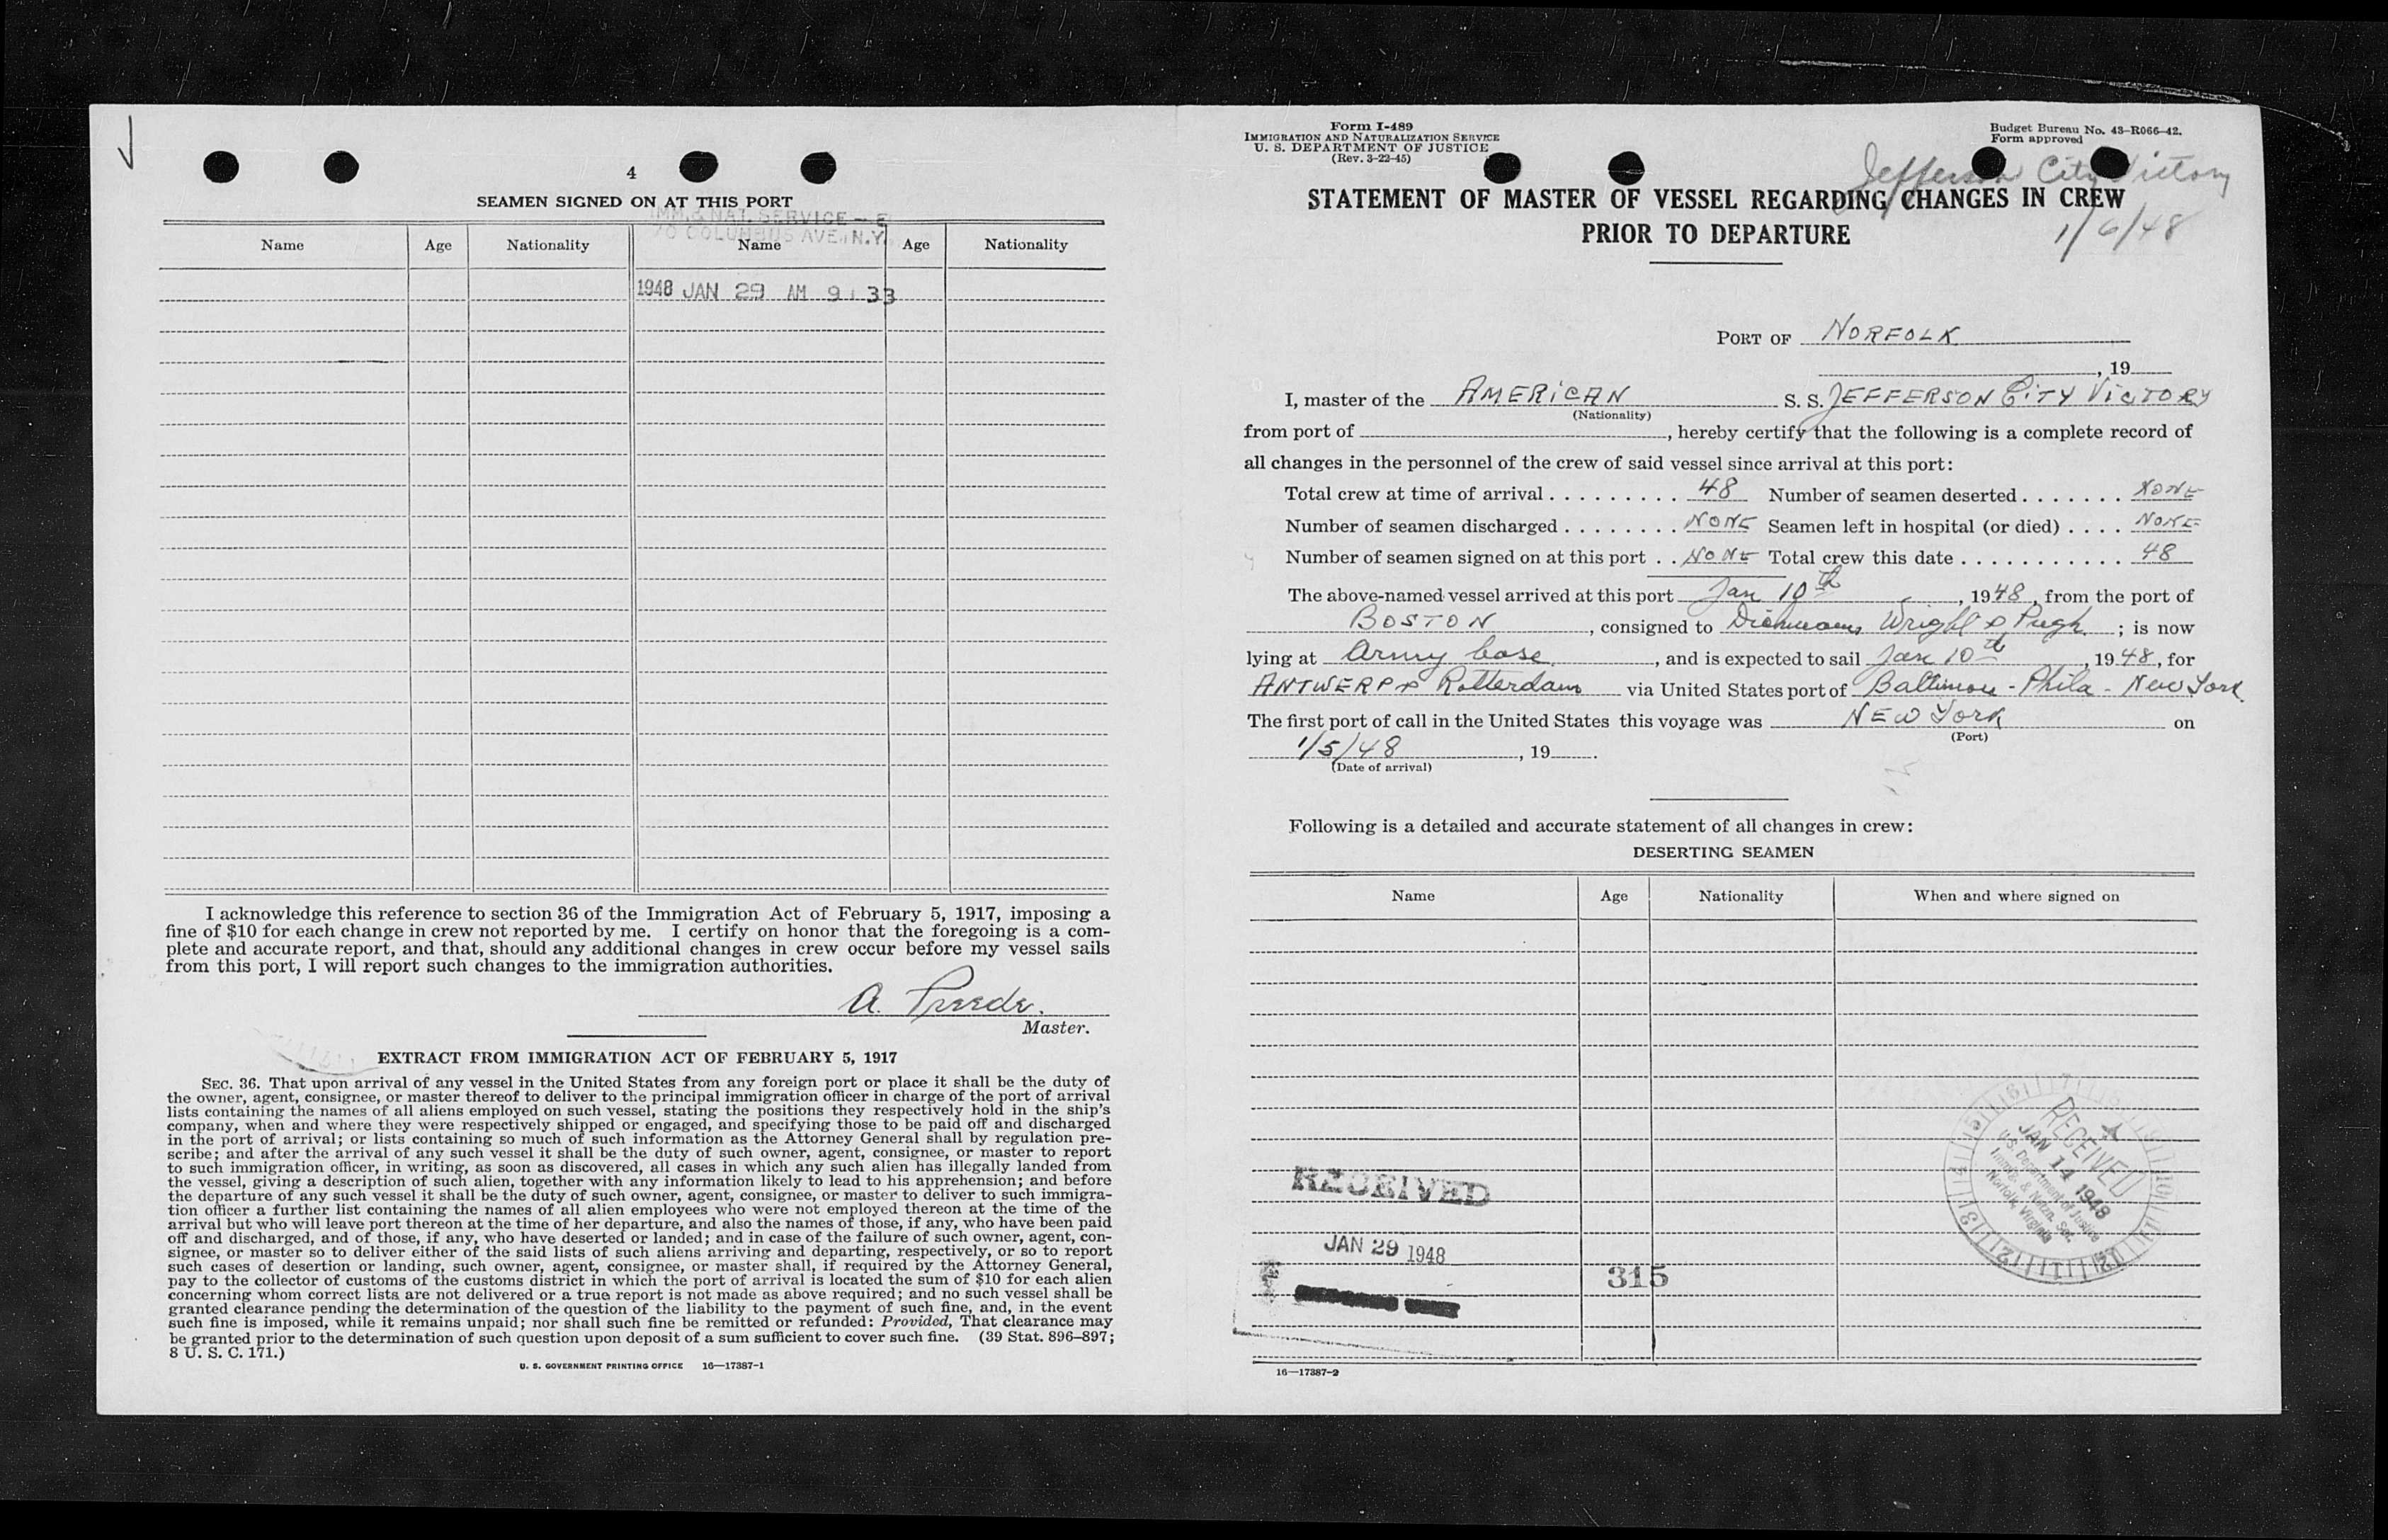 4
SEAMEN SIGNED ON AT THIS PORT
IMM. & NAT. SERVICE — E
70 COLUMBUS AVE., N.Y.
Name Age Nationality Name Age Nationality
1948 JAN 29 AM 9 : 33
I acknowledge this reference to section 36 of the Immigration Act of February 5, 1917, imposing a
fine of $10 for each change in crew not reported by me. I certify on honor that the foregoing is a com-
plete and accurate report, and that, should any additional changes in crew occur before my vessel sails
from this port, I will report such changes to the immigration authorities.
A.
Master.
EXTRACT FROM IMMIGRATION ACT OF FEBRUARY 5, 1917
SEC. 36. That upon arrival of any vessel in the United States from any foreign port or place it shall be the duty of
the owner, agent, consignee, or master thereof to deliver to the principal immigration officer in charge of the port of arrival
lists containing the names of all aliens employed on such vessel, stating the positions they respectively hold in the ship's
company, when and where they were respectively shipped or engaged, and specifying those to be paid off and discharged
in the port of arrival; or lists containing so much of such information as the Attorney General shall by regulation pre-
scribe; and after the arrival of any such vessel it shall be the duty of such owner, agent, consignee, or master to report
to such immigration officer, in writing, as soon as discovered, all cases in which any such alien has illegally landed from
the vessel, giving a description of such alien, together with any information likely to lead to his apprehension; and before
the departure of any such vessel it shall be the duty of such owner, agent, consignee, or master to deliver to such immigra-
tion officer a further list containing the names of all alien employees who were not employed thereon at the time of the
arrival but who will leave port thereon at the time of her departure, and also the names of those, if any, who have been paid
off and discharged, and of those, if any, who have deserted or landed; and in case of the failure of such owner, agent, con-
signee, or master so to deliver either of the said lists of such aliens arriving and departing, respectively, or so to report
such cases of desertion or landing, such owner, agent, consignee, or master shall, if required by the Attorney General,
pay to the collector of customs of the customs district in which the port of arrival is located the sum of $10 for each alien
concerning whom correct lists are not delivered or a true report is not made as above required; and no such vessel shall be
granted clearance pending the determination of the question of the liability to the payment of such fine, and, in the event
such fine is imposed, while it remains unpaid; nor shall such fine be remitted or refunded: Provided, That clearance may
be granted prior to the determination of such question upon deposit of a sum sufficient to cover such fine. (39 Stat. 896–897;
8 U. S. C. 171.)
U. S. GOVERNMENT PRINTING OFFICE 16—17387-1
Form I-489
IMMIGRATION AND NATURALIZATION SERVICE
U. S. DEPARTMENT OF JUSTICE
(Rev. 3-22-45)
Budget Bureau No. 43-R066-42.
Form approved
Jefferson City Victory
STATEMENT OF MASTER OF VESSEL REGARDING CHANGES IN CREW
PRIOR TO DEPARTURE
1/6/48
PORT OF NORFOLK
, 19
I, master of the AMERICAN S. S. JEFFERSON CITY VICTORY
(Nationality)
from port of , hereby certify that the following is a complete record of
all changes in the personnel of the crew of said vessel since arrival at this port:
Total crew at time of arrival . . . . . . . . . 48 Number of seamen deserted . . . . . . . NONE
Number of seamen discharged . . . . . . . . NONE Seamen left in hospital (or died) . . . . NONE
Number of seamen signed on at this port . . NONE Total crew this date . . . . . . . . . . . 48
The above-named vessel arrived at this port Jan 10th, 1948, from the port of
BOSTON, consigned to Wright & Pugh ; is now
lying at Army base, and is expected to sail Jan 10th, 1948, for
ANTWERP & Rotterdam via United States port of Baltimore - Phila - New York
The first port of call in the United States this voyage was NEW York on
(Port)
1/5/48, 19 .
(Date of arrival)
Following is a detailed and accurate statement of all changes in crew:
DESERTING SEAMEN
Name Age Nationality When and where signed on
RECEIVED
JAN 14 1948
U.S. Department of Justice
Immig. & Natzn. Ser.
Norfolk, Virginia
RECEIVED
JAN 29 1948
315
16—17387-2